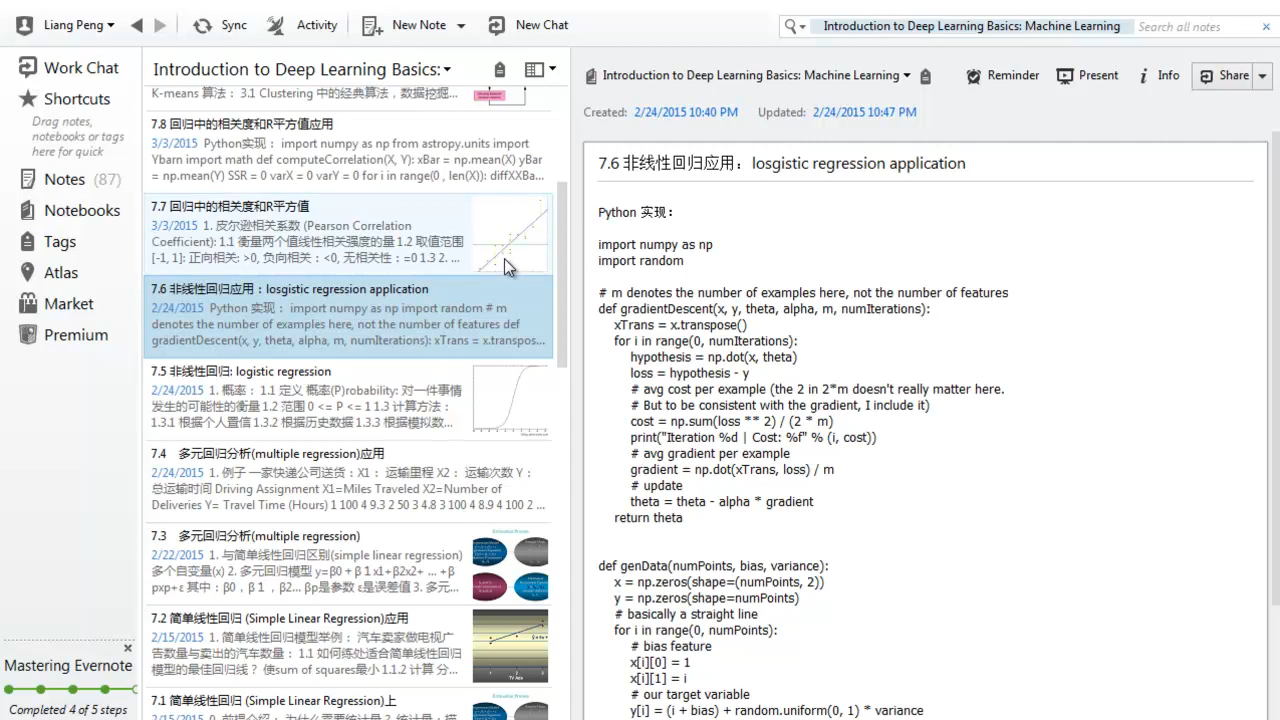 Liang Peng
Sync
Activity
New Note
New Chat
Introduction to Deep Learning Basics: Machine Learning
Search all notes
Work Chat
Shortcuts
Drag notes,
notebooks or tags
here for quick
Notes (87)
Notebooks
Tags
Atlas
Market
Premium
Mastering Evernote
Completed 4 of 5 steps
Introduction to Deep Learning Basics:
K-means 算法： 3.1 Clustering 中的经典算法，数据挖掘...
7.8 回归中的相关度和R平方值应用
3/3/2015 Python实现： import numpy as np from astropy.units import
Ybarn import math def computeCorrelation(X, Y): xBar = np.mean(X) yBar
= np.mean(Y) SSR = 0 varX = 0 varY = 0 for i in range(0 , len(X)): diffXXBa...
7.7 回归中的相关度和R平方值
3/3/2015 1. 皮尔逊相关系数 (Pearson Correlation
Coefficient): 1.1 衡量两个值线性相关强度的量 1.2 取值范围
[-1, 1]: 正向相关: >0, 负向相关：<0, 无相关性：=0 1.3 2. ...
7.6 非线性回归应用：losgistic regression application
2/24/2015 Python 实现： import numpy as np import random # m
denotes the number of examples here, not the number of features def
gradientDescent(x, y, theta, alpha, m, numIterations): xTrans = x.transpos...
7.5 非线性回归: logtistic regression
2/24/2015 1. 概率： 1.1 定义 概率(P)robability: 对一件事情
发生的可能性的衡量 1.2 范围 0 <= P <= 1 1.3 计算方法：
1.3.1 根据个人置信 1.3.2 根据历史数据 1.3.3 根据模拟数...
7.4 多元回归分析(multiple regression)应用
2/24/2015 1. 例子 一家快递公司送货：X1： 运输里程 X2： 运输次数 Y：
总运输时间 Driving Assignment X1=Miles Traveled X2=Number of
Deliveries Y= Travel Time (Hours) 1 100 4 9.3 2 50 3 4.8 3 100 4 8.9 4 100 2 ...
7.3 多元回归分析(multiple regression)
2/22/2015 1. 与简单线性回归区别(simple linear regression)
多个自变量(x) 2. 多元回归模型 y=β0 + β１x1+β2x2+ ... +β
pxp+ε 其中：β0，β1，β2... βp是参数 ε是误差值 3. 多元...
7.2 简单线性回归 (Simple Linear Regression)应用
2/15/2015 1. 简单线性回归模型举例： 汽车卖家做电视广
告数量与卖出的汽车数量： 1.1 如何练处适合简单线性回归
模型的最佳回归线？ 使sum of squares最小 1.1.2 计算 分...
7.1 简单线性回归 (Simple Linear Regression)上
Introduction to Deep Learning Basics: Machine Learning
Reminder
Present
Info
Share
Created: 2/24/2015 10:40 PM Updated: 2/24/2015 10:47 PM
7.6 非线性回归应用：losgistic regression application
Python 实现：
import numpy as np
import random
# m denotes the number of examples here, not the number of features
def gradientDescent(x, y, theta, alpha, m, numIterations):
xTrans = x.transpose()
for i in range(0, numIterations):
hypothesis = np.dot(x, theta)
loss = hypothesis - y
# avg cost per example (the 2 in 2*m doesn't really matter here.
# But to be consistent with the gradient, I include it)
cost = np.sum(loss ** 2) / (2 * m)
print("Iteration %d | Cost: %f" % (i, cost))
# avg gradient per example
gradient = np.dot(xTrans, loss) / m
# update
theta = theta - alpha * gradient
return theta
def genData(numPoints, bias, variance):
x = np.zeros(shape=(numPoints, 2))
y = np.zeros(shape=numPoints)
# basically a straight line
for i in range(0, numPoints):
# bias feature
x[i][0] = 1
x[i][1] = i
# our target variable
y[i] = (i + bias) + random.uniform(0, 1) * variance